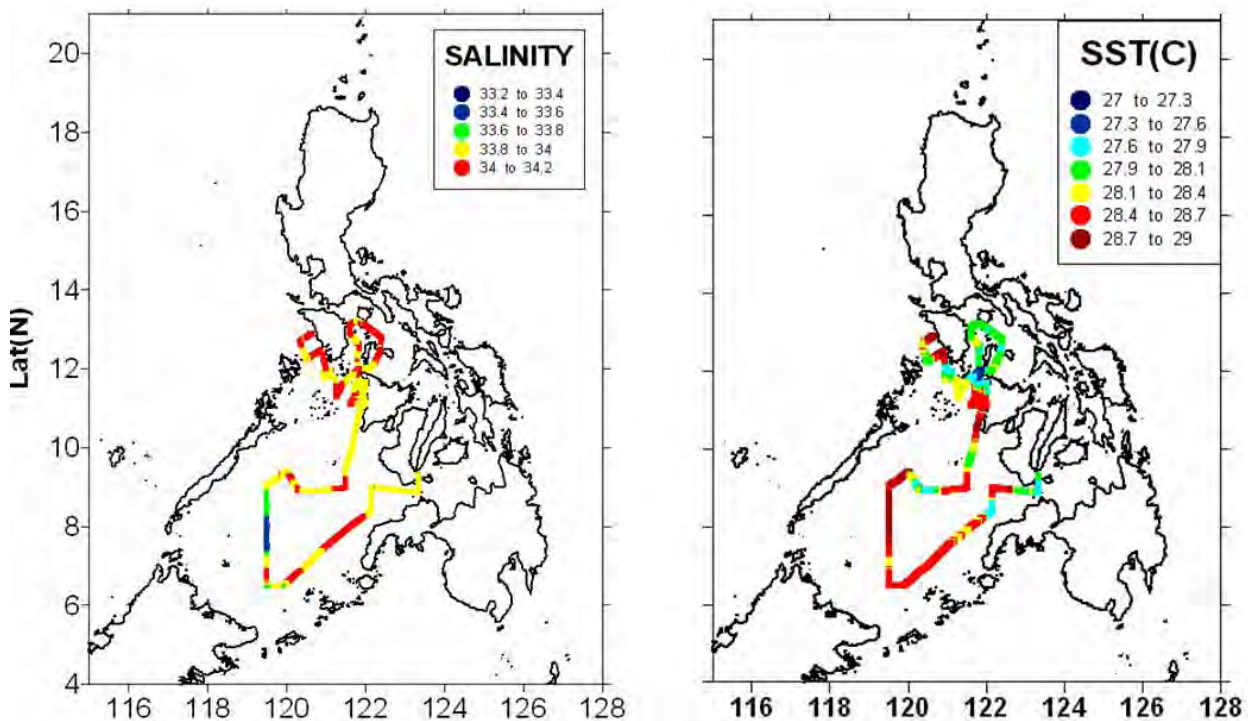 SALINITY
33.2 to 33.4
33.4 to 33.6
33.6 to 33.8
33.8 to 34
34 to 34.2
Lat(N)
20
18
16
14
12
10
8
6
4
116 118 120 122 124 126 128
SST(C)
27 to 27.3
27.3 to 27.6
27.6 to 27.9
27.9 to 28.1
28.1 to 28.4
28.4 to 28.7
28.7 to 29
116 118 120 122 124 126 128